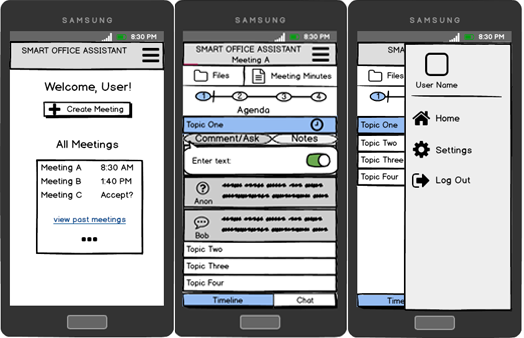 SAMSUNG
8:30 PM
SMART OFFICE ASSISTANT
Welcome, User!
Create Meeting
All Meetings
Meeting A 8:30 AM
Meeting B 1:40 PM
Meeting C Accept?
view past meetings
SAMSUNG
8:30 PM
SMART OFFICE ASSISTANT
Meeting A
Files Meeting Minutes
1 2 3 4
Agenda
Topic One
Comment/Ask Notes
Enter text:
Anon
Bob
Topic Two
Topic Three
Topic Four
Timeline Chat
SAMSUNG
8:30 PM
SMAR
Files
1
Topic One
Topic Two
Topic Three
Topic Four
Time
User Name
Home
Settings
Log Out